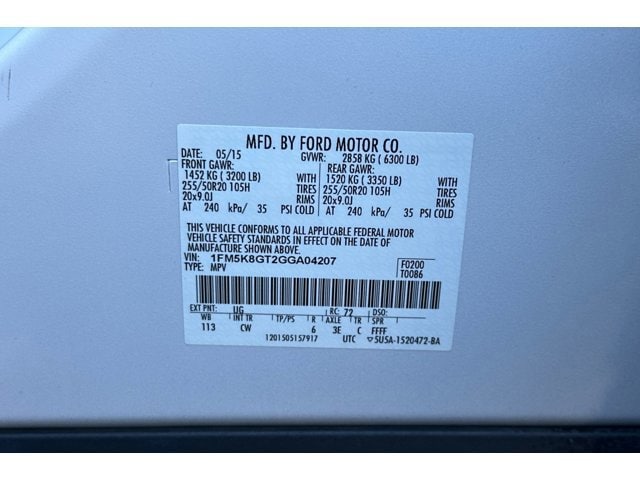 MFD. BY FORD MOTOR CO.
DATE: 05/15 GVWR: 2858 KG ( 6300 LB)
FRONT GAWR: REAR GAWR:
1452 KG ( 3200 LB) WITH 1520 KG ( 3350 LB) WITH
255/50R20 105H TIRES 255/50R20 105H TIRES
20x9.0J RIMS 20x9.0J RIMS
AT 240 kPa/ 35 PSI COLD AT 240 kPa/ 35 PSI COLD
THIS VEHICLE CONFORMS TO ALL APPLICABLE FEDERAL MOTOR
VEHICLE SAFETY STANDARDS IN EFFECT ON THE DATE OF
MANUFACTURE SHOWN ABOVE.
VIN: 1FM5K8GT2GGA04207 F0200
TYPE: MPV T0086
EXT PNT: UG RC: 72 DSO:
WB INT TR TP/PS R AXLE TR SPR
113 CW 6 3E C FFFF
1201505157917 UTC ▽5U5A-1520472-BA